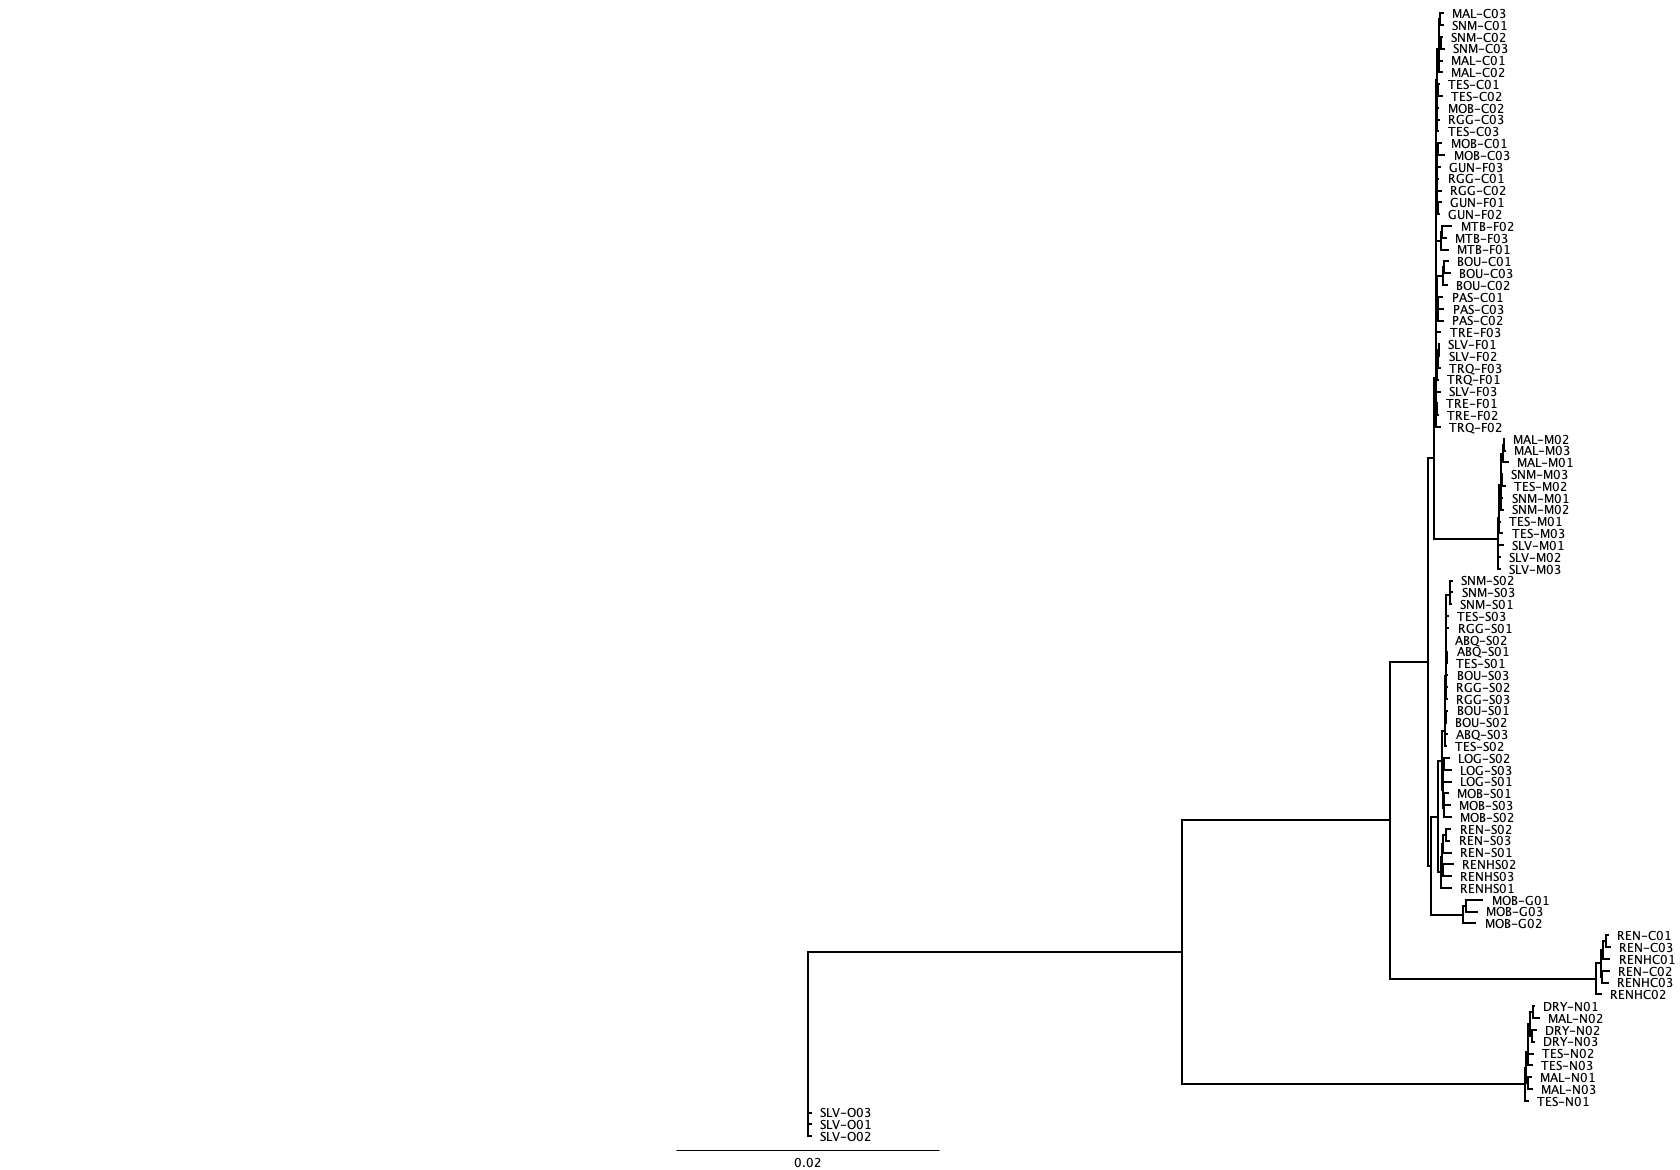 MAL-C03
SNM-C01
SNM-C02
SNM-C03
MAL-C01
MAL-C02
TES-C01
TES-C02
MOB-C02
RGG-C03
TES-C03
MOB-C01
MOB-C03
GUN-F03
RGG-C01
RGG-C02
GUN-F01
GUN-F02
MTB-F02
MTB-F03
MTB-F01
BOU-C01
BOU-C03
BOU-C02
PAS-C01
PAS-C03
PAS-C02
TRE-F03
SLV-F01
SLV-F02
TRQ-F03
TRQ-F01
SLV-F03
TRE-F01
TRE-F02
TRQ-F02
MAL-M02
MAL-M03
MAL-M01
SNM-M03
TES-M02
SNM-M01
SNM-M02
TES-M01
TES-M03
SLV-M01
SLV-M02
SLV-M03
SNM-S02
SNM-S03
SNM-S01
TES-S03
RGG-S01
ABQ-S02
ABQ-S01
TES-S01
BOU-S03
RGG-S02
RGG-S03
BOU-S01
BOU-S02
ABQ-S03
TES-S02
LOG-S02
LOG-S03
LOG-S01
MOB-S01
MOB-S03
MOB-S02
REN-S02
REN-S03
REN-S01
RENHS02
RENHS03
RENHS01
MOB-G01
MOB-G03
MOB-G02
REN-C01
REN-C03
RENHC01
REN-C02
RENHC03
RENHC02
DRY-N01
MAL-N02
DRY-N02
DRY-N03
TES-N02
TES-N03
MAL-N01
MAL-N03
TES-N01
SLV-O03
SLV-O01
SLV-O02
0.02